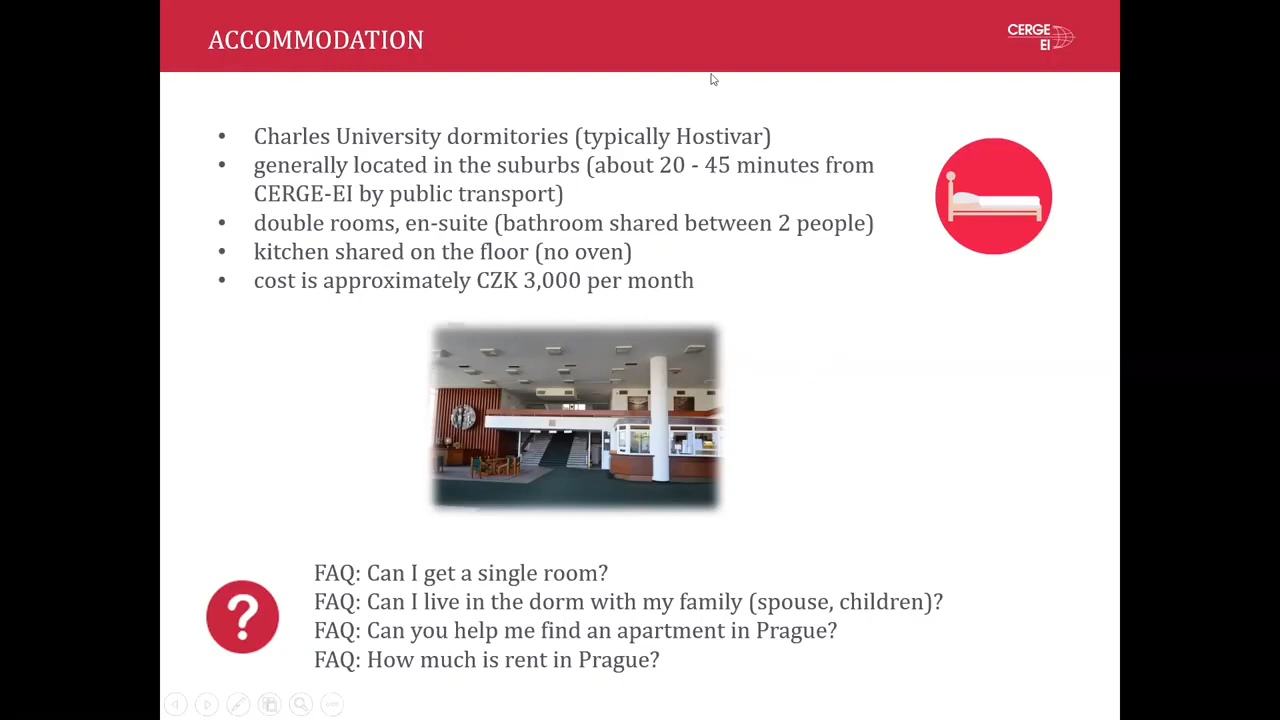 ACCOMMODATION
CERGE
EI
• Charles University dormitories (typically Hostivar)
• generally located in the suburbs (about 20 - 45 minutes from
CERGE-EI by public transport)
• double rooms, en-suite (bathroom shared between 2 people)
• kitchen shared on the floor (no oven)
• cost is approximately CZK 3,000 per month
?
FAQ: Can I get a single room?
FAQ: Can I live in the dorm with my family (spouse, children)?
FAQ: Can you help me find an apartment in Prague?
FAQ: How much is rent in Prague?